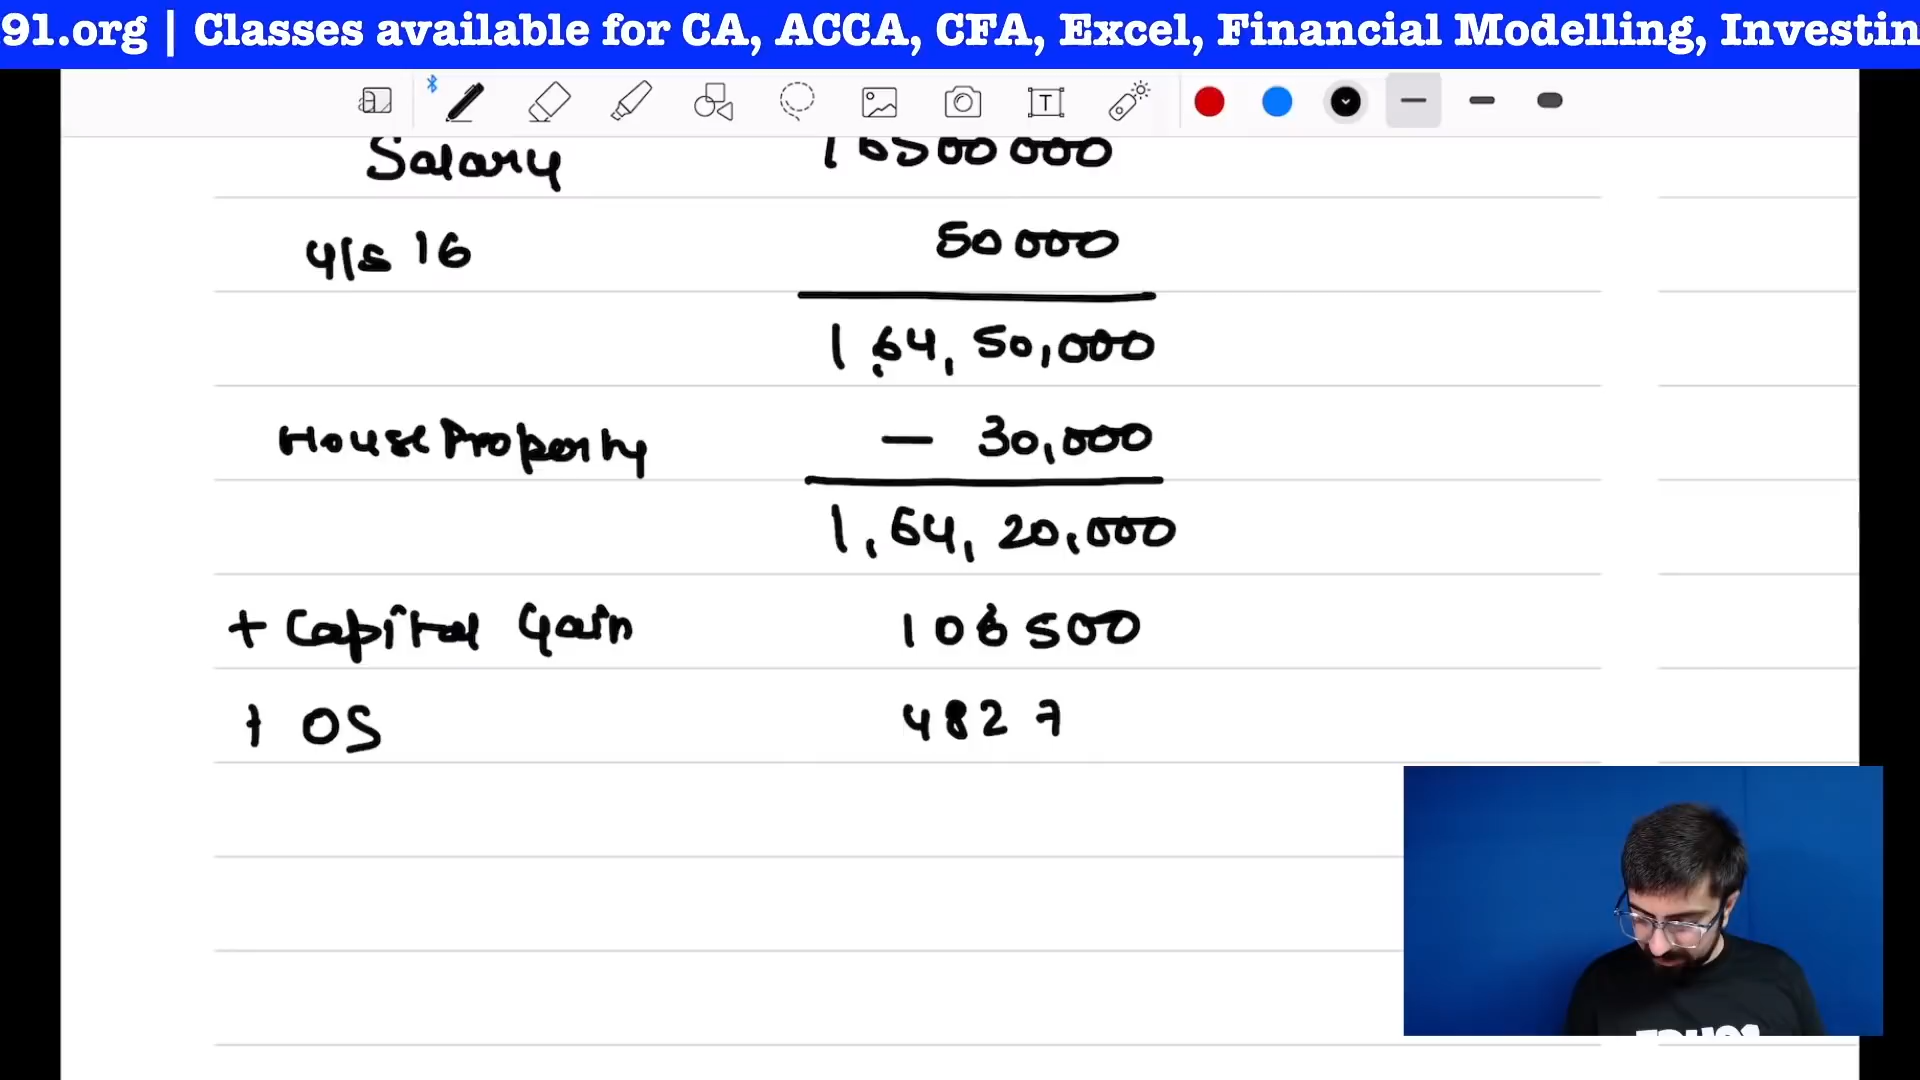 91.org | Classes available for CA, ACCA, CFA, Excel, Financial Modelling, Investin
T
Salary 16500000
u/s 16 50000
1,64,50,000
House Property - 30,000
1,64,20,000
+ Capital Gain 106500
+ OS 4827